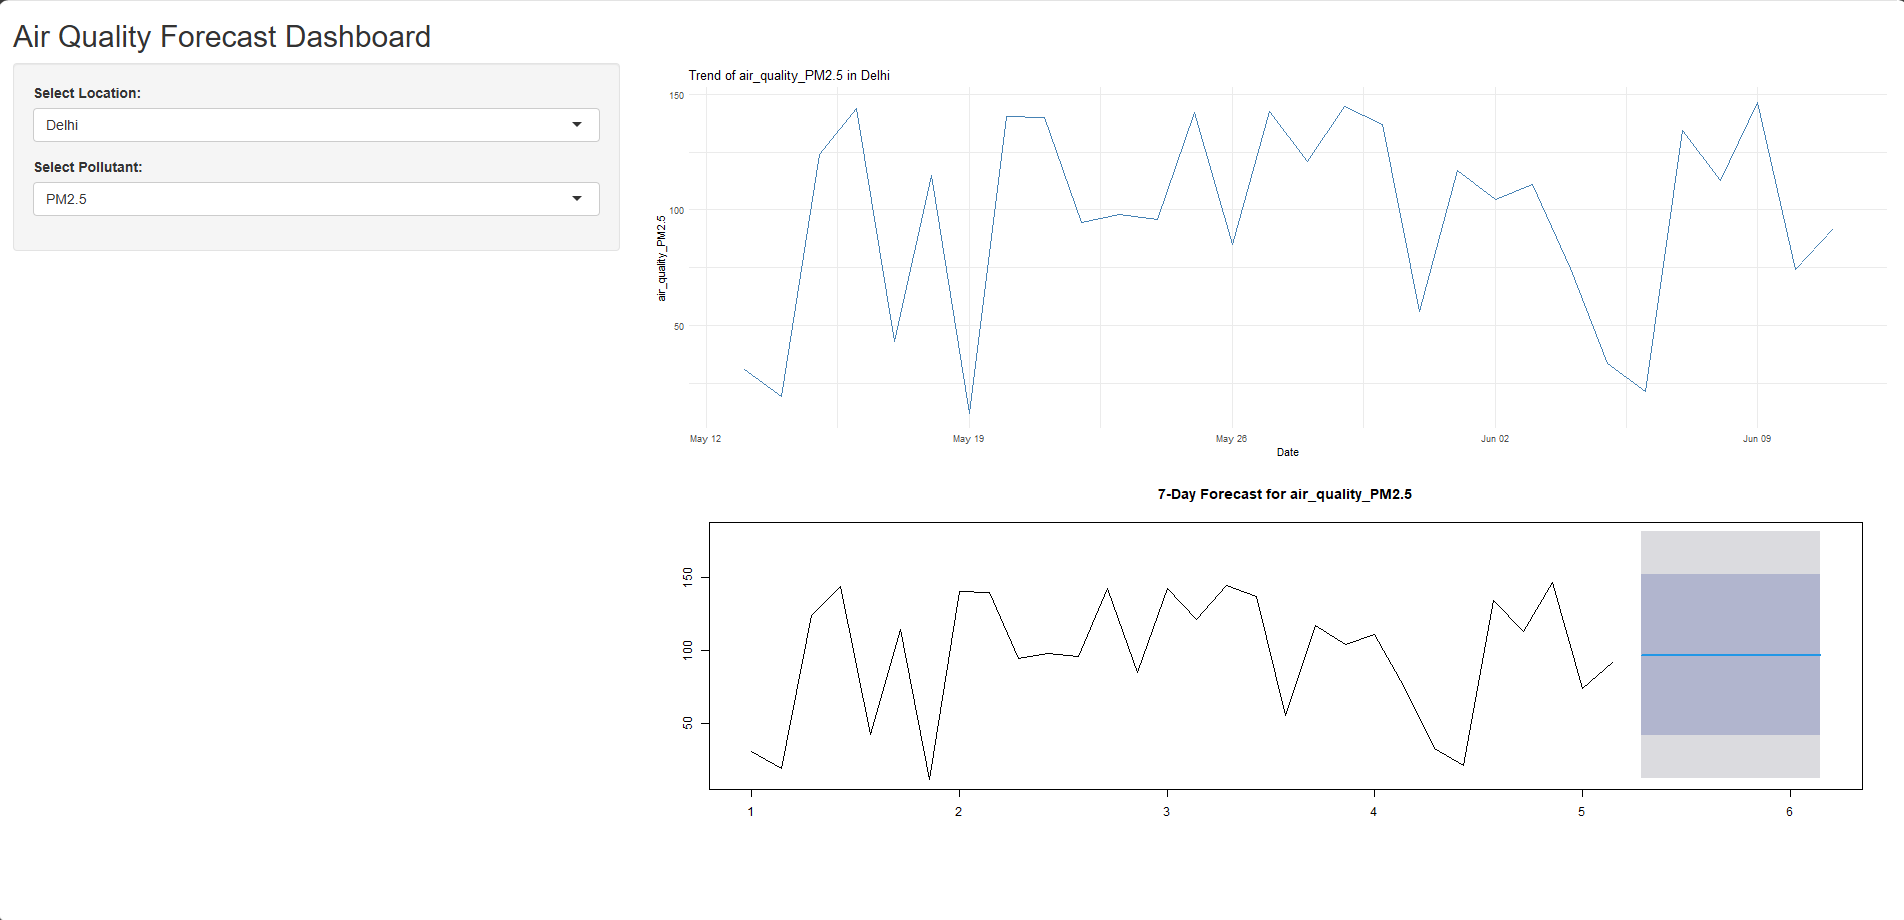 Air Quality Forecast Dashboard
Select Location:
Delhi
Select Pollutant:
PM2.5
Trend of air_quality_PM2.5 in Delhi
150
100
50
air_quality_PM2.5
May 12
May 19
May 26
Jun 02
Jun 09
Date
7-Day Forecast for air_quality_PM2.5
150
100
50
1
2
3
4
5
6